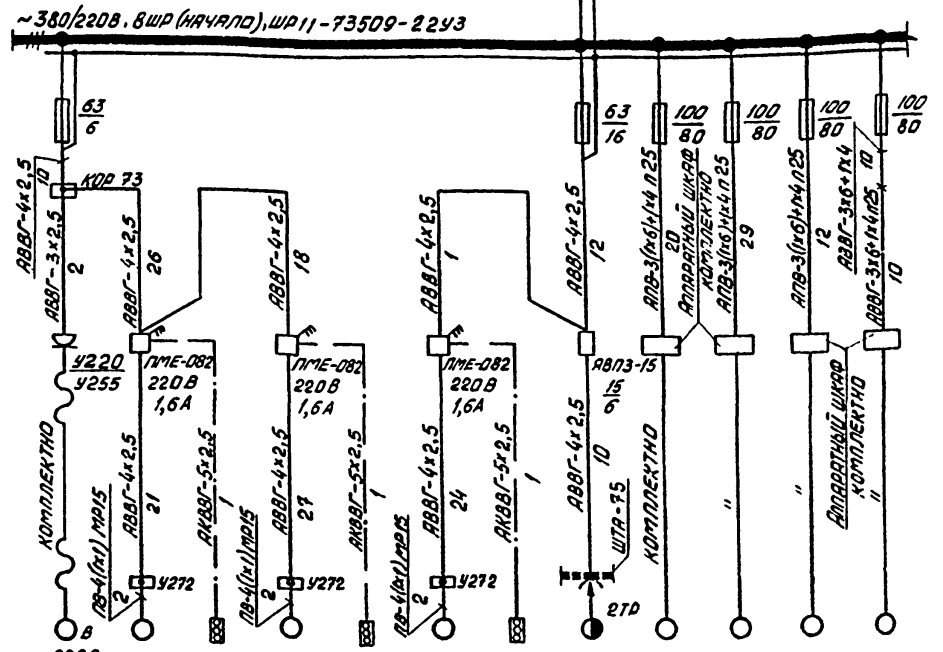 ~380/220В. ВШР (НАЧАЛО), ШР11-73509-22УЗ
63
6
63
16
100
80
100
80
100
80
100
80
АВВГ-4х2,5
10
КОР 73
АВВГ-3х2,5
2
АВВГ-4х2,5
26
АВВГ-4х2,5
18
АВВГ-4х2,5
1
АВВГ-4х2,5
12
АПВ-3(1х6)+1х4 П25
20
АППАРАТНЫЙ ШКАФ
КОМПЛЕКТНО
АПВ-3(1х6)+1х4 П25
29
АПВ-3(1х6)+1х4 П25
12
АВВГ-3х6+1х4
10
АВВГ-3х6+1х4 П25
10
У220
У255
ПМЕ-082
220В
1,6А
ПМЕ-082
220В
1,6А
ПМЕ-082
220В
1,6А
ЯВПЗ-15
15
6
КОМПЛЕКТНО
АВВГ-4х2,5
21
АКВВГ-5х2,5
1
АВВГ-4х2,5
27
АКВВГ-5х2,5
1
АВВГ-4х2,5
24
АКВВГ-5х2,5
1
АВВГ-4х2,5
10
ШТА-75
КОМПЛЕКТНО
"
"
АППАРАТНЫЙ ШКАФ
КОМПЛЕКТНО
"
ПВ-4(1х1) МР15
2
У272
ПВ-4(1х1) МР15
2
У272
ПВ-4(1х1) МР15
2
У272
2ТР
В